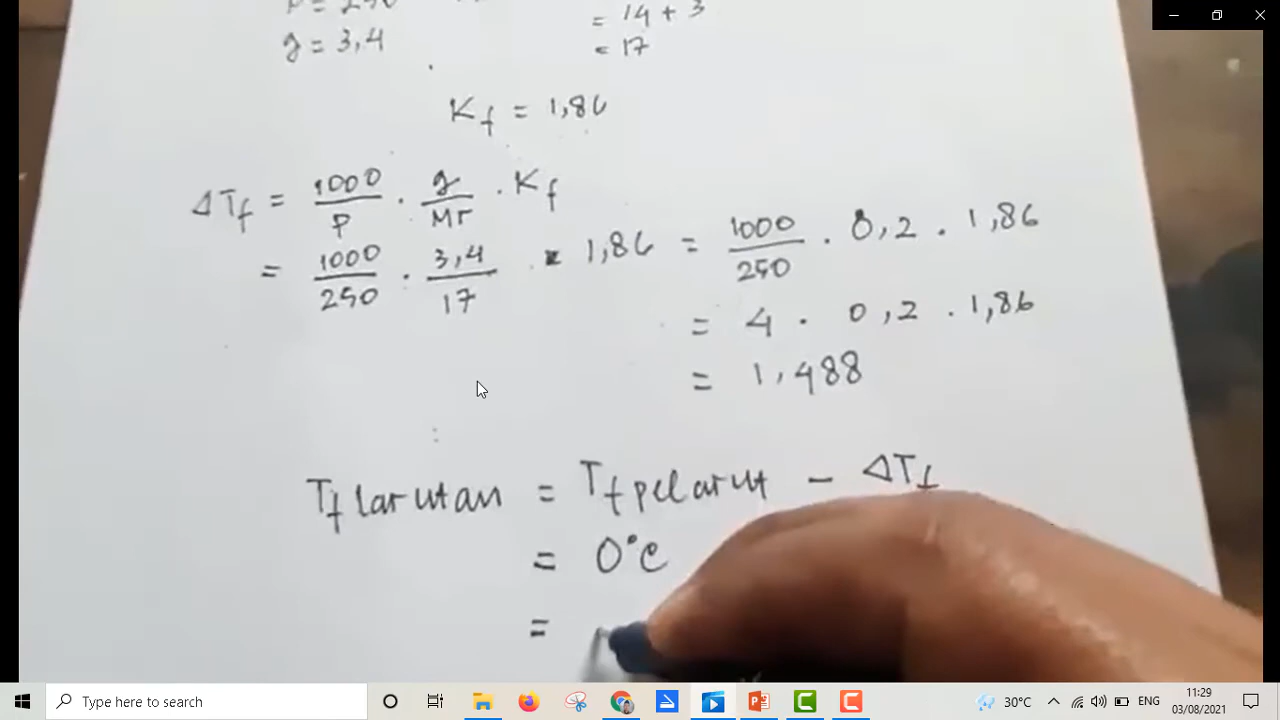 P = 250
= 14 + 3
g = 3,4
= 17
Kf = 1,86
ΔTf = 1000/P . g/Mr . Kf
= 1000/250 . 3,4/17 . 1,86 = 1000/250 . 0,2 . 1,86
= 4 . 0,2 . 1,86
= 1,488
Tf larutan = Tf pelarut - ΔTf
= 0°C
=
Type here to search
30°C
ENG
11:29
03/08/2021